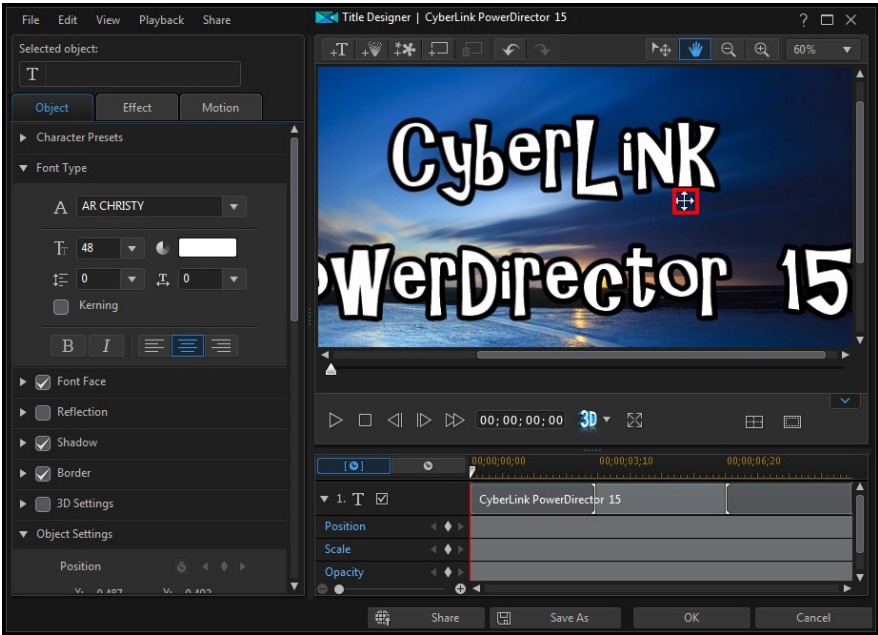 File Edit View Playback Share
Title Designer | CyberLink PowerDirector 15
?
Selected object:
T
+T
60%
Object Effect Motion
Character Presets
Font Type
A AR CHRISTY
48
0 0
Kerning
B I
Font Face
Reflection
Shadow
Border
3D Settings
Object Settings
Position
CyberLink
PowerDirector 15
00;00;00;00 3D
00;00;00;00 00;00;03;10 00;00;06;20
1. T CyberLink PowerDirector 15
Position
Scale
Opacity
Share Save As OK Cancel